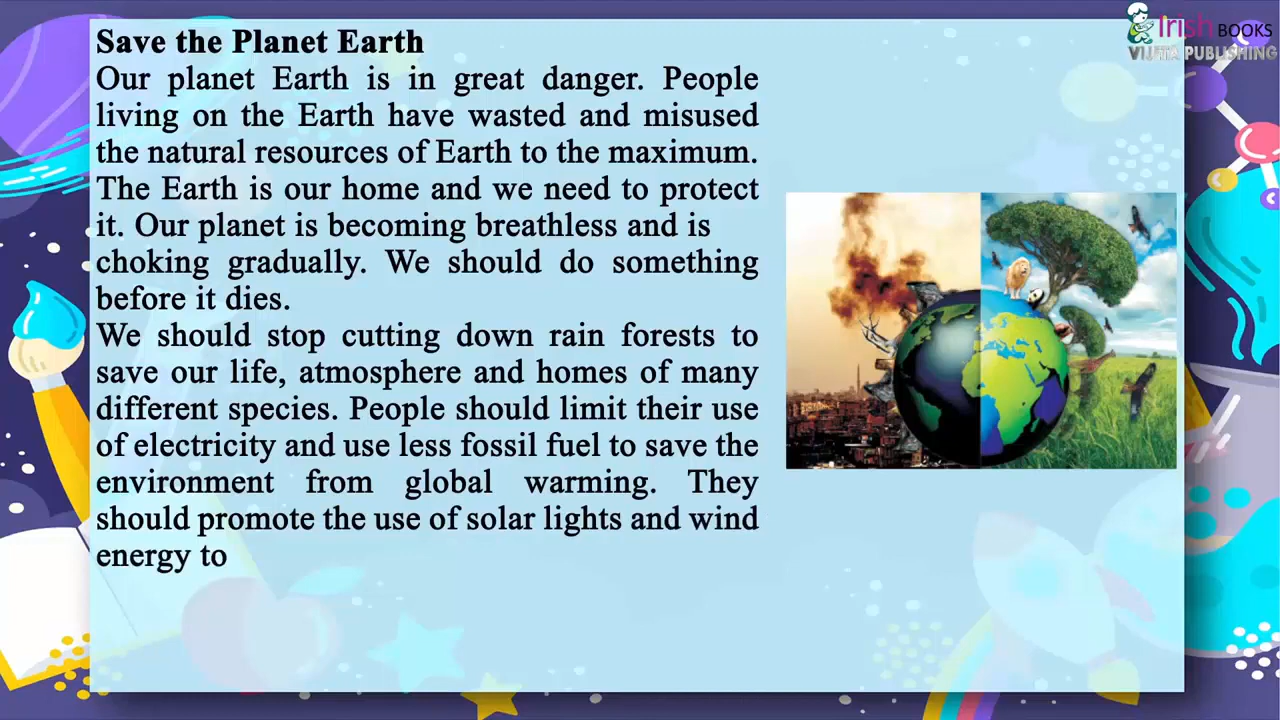 Save the Planet Earth
Our planet Earth is in great danger. People
living on the Earth have wasted and misused
the natural resources of Earth to the maximum.
The Earth is our home and we need to protect
it. Our planet is becoming breathless and is
choking gradually. We should do something
before it dies.
We should stop cutting down rain forests to
save our life, atmosphere and homes of many
different species. People should limit their use
of electricity and use less fossil fuel to save the
environment from global warming. They
should promote the use of solar lights and wind
energy to
Irish BOOKS
VIJETA PUBLISHING